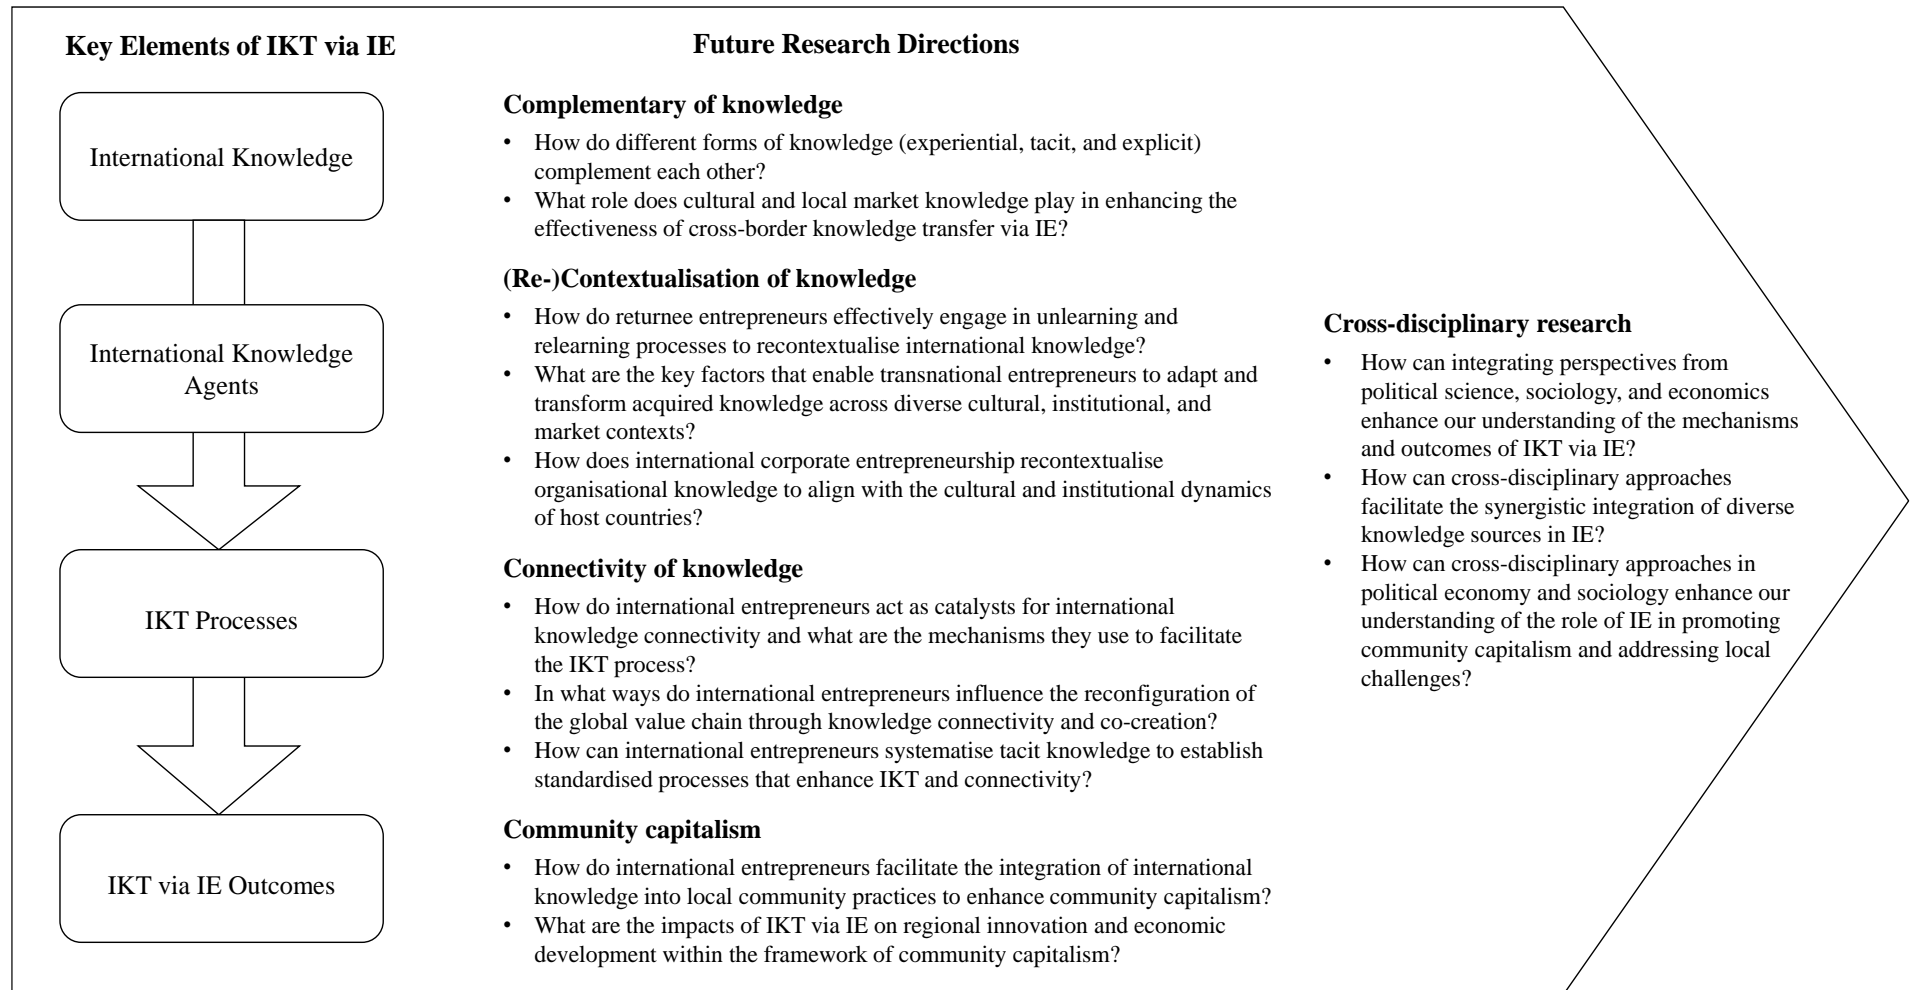 Key Elements of IKT via IE
International Knowledge
International Knowledge
Agents
IKT Processes
IKT via IE Outcomes
Future Research Directions
Complementary of knowledge
• How do different forms of knowledge (experiential, tacit, and explicit)
complement each other?
• What role does cultural and local market knowledge play in enhancing the
effectiveness of cross-border knowledge transfer via IE?
(Re-)Contextualisation of knowledge
• How do returnee entrepreneurs effectively engage in unlearning and
relearning processes to recontextualise international knowledge?
• What are the key factors that enable transnational entrepreneurs to adapt and
transform acquired knowledge across diverse cultural, institutional, and
market contexts?
• How does international corporate entrepreneurship recontextualise
organisational knowledge to align with the cultural and institutional dynamics
of host countries?
Connectivity of knowledge
• How do international entrepreneurs act as catalysts for international
knowledge connectivity and what are the mechanisms they use to facilitate
the IKT process?
• In what ways do international entrepreneurs influence the reconfiguration of
the global value chain through knowledge connectivity and co-creation?
• How can international entrepreneurs systematise tacit knowledge to establish
standardised processes that enhance IKT and connectivity?
Community capitalism
• How do international entrepreneurs facilitate the integration of international
knowledge into local community practices to enhance community capitalism?
• What are the impacts of IKT via IE on regional innovation and economic
development within the framework of community capitalism?
Cross-disciplinary research
• How can integrating perspectives from
political science, sociology, and economics
enhance our understanding of the mechanisms
and outcomes of IKT via IE?
• How can cross-disciplinary approaches
facilitate the synergistic integration of diverse
knowledge sources in IE?
• How can cross-disciplinary approaches in
political economy and sociology enhance our
understanding of the role of IE in promoting
community capitalism and addressing local
challenges?